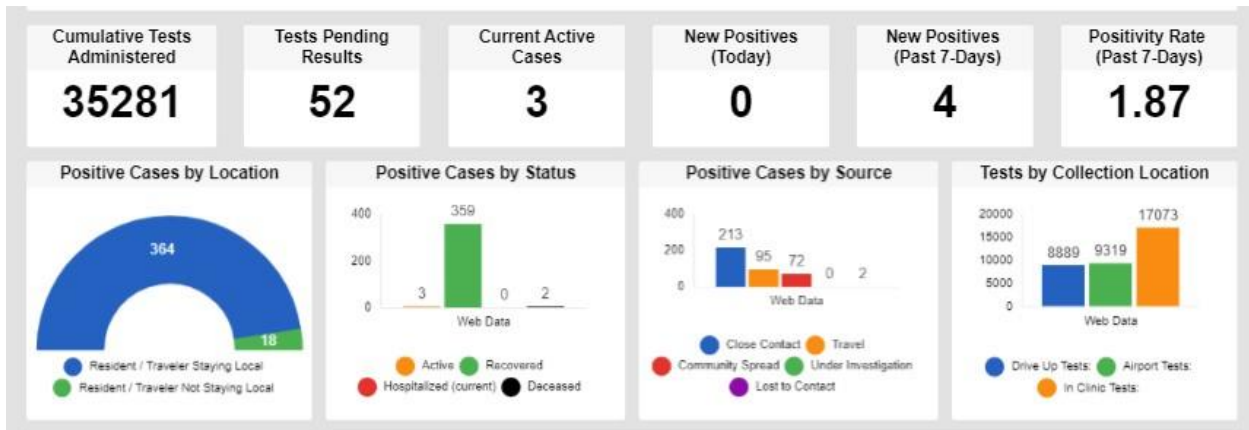 Cumulative Tests
Administered
35281
Tests Pending
Results
52
Current Active
Cases
3
New Positives
(Today)
0
New Positives
(Past 7-Days)
4
Positivity Rate
(Past 7-Days)
1.87
Positive Cases by Location
364
18
Resident / Traveler Staying Local
Resident / Traveler Not Staying Local
Positive Cases by Status
400
200
0
3
359
0
2
Web Data
Active
Recovered
Hospitalized (current)
Deceased
Positive Cases by Source
400
200
0
213
95
72
0
2
Web Data
Close Contact
Travel
Community Spread
Under Investigation
Lost to Contact
Tests by Collection Location
20000
15000
10000
5000
0
8889
9319
17073
Web Data
Drive Up Tests:
Airport Tests:
In Clinic Tests: